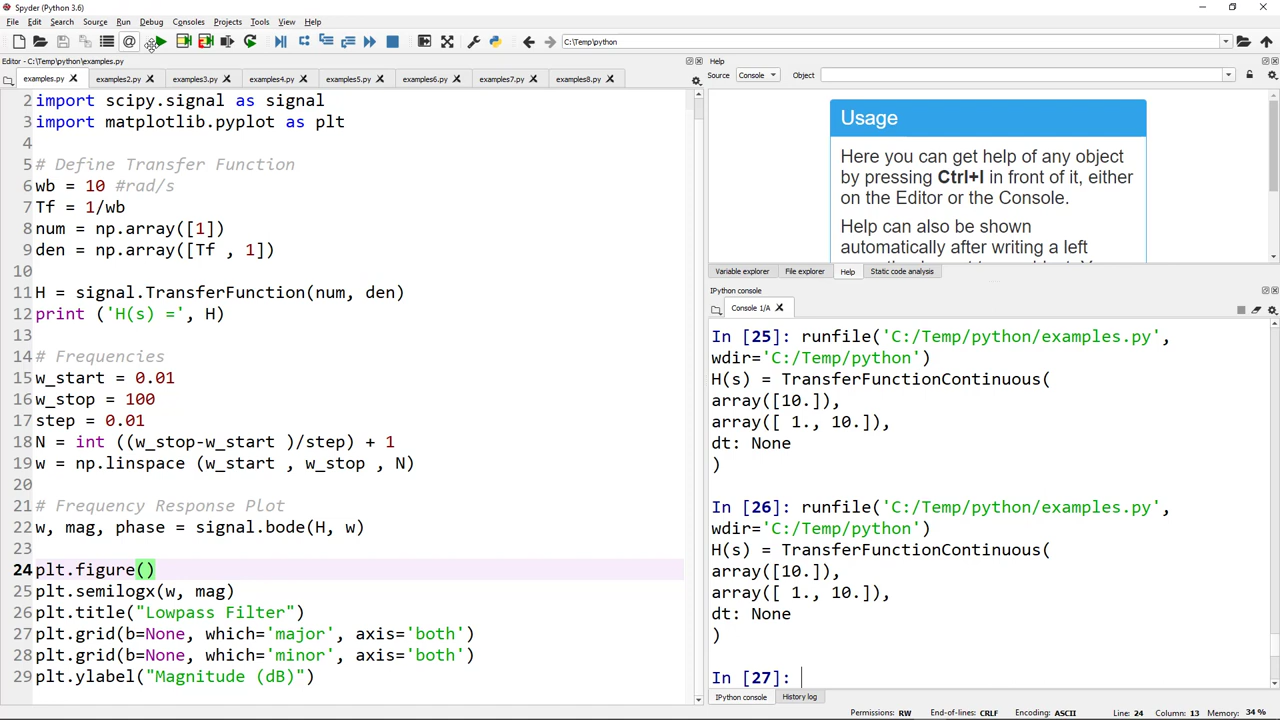 Spyder (Python 3.6)
File Edit Search Source Run Debug Consoles Projects Tools View Help
C:\Temp\python
Editor - C:\Temp\python\examples.py
examples.py examples2.py examples3.py examples4.py examples5.py examples6.py examples7.py examples8.py
2 import scipy.signal as signal
3 import matplotlib.pyplot as plt
4
5 # Define Transfer Function
6 wb = 10 #rad/s
7 Tf = 1/wb
8 num = np.array([1])
9 den = np.array([Tf , 1])
10
11 H = signal.TransferFunction(num, den)
12 print ('H(s) =', H)
13
14 # Frequencies
15 w_start = 0.01
16 w_stop = 100
17 step = 0.01
18 N = int ((w_stop-w_start )/step) + 1
19 w = np.linspace (w_start , w_stop , N)
20
21 # Frequency Response Plot
22 w, mag, phase = signal.bode(H, w)
23
24 plt.figure()
25 plt.semilogx(w, mag)
26 plt.title("Lowpass Filter")
27 plt.grid(b=None, which='major', axis='both')
28 plt.grid(b=None, which='minor', axis='both')
29 plt.ylabel("Magnitude (dB)")
Help
Source Console Object
Usage
Here you can get help of any object
by pressing Ctrl+I in front of it, either
on the Editor or the Console.
Help can also be shown
automatically after writing a left
Variable explorer File explorer Help Static code analysis
IPython console
Console 1/A
In [25]: runfile('C:/Temp/python/examples.py',
wdir='C:/Temp/python')
H(s) = TransferFunctionContinuous(
array([10.]),
array([ 1., 10.]),
dt: None
)
In [26]: runfile('C:/Temp/python/examples.py',
wdir='C:/Temp/python')
H(s) = TransferFunctionContinuous(
array([10.]),
array([ 1., 10.]),
dt: None
)
In [27]:
IPython console History log
Permissions: RW End-of-lines: CRLF Encoding: ASCII Line: 24 Column: 13 Memory: 34 %